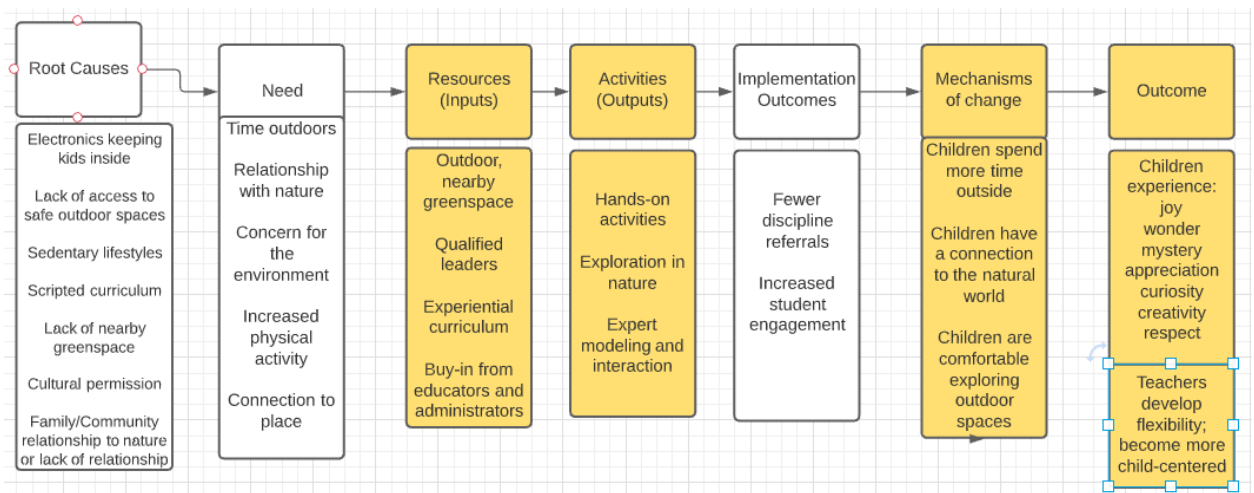 Root Causes
Electronics keeping
kids inside
Lack of access to
safe outdoor spaces
Sedentary lifestyles
Scripted curriculum
Lack of nearby
greenspace
Cultural permission
Family/Community
relationship to nature
or lack of relationship
Need
Time outdoors
Relationship
with nature
Concern for
the
environment
Increased
physical
activity
Connection to
place
Resources
(Inputs)
Outdoor,
nearby
greenspace
Qualified
leaders
Experiential
curriculum
Buy-in from
educators and
administrators
Activities
(Outputs)
Hands-on
activities
Exploration in
nature
Expert
modeling and
interaction
Implementation
Outcomes
Fewer
discipline
referrals
Increased
student
engagement
Mechanisms
of change
Children spend
more time
outside
Children have
a connection
to the natural
world
Children are
comfortable
exploring
outdoor
spaces
Outcome
Children
experience:
joy
wonder
mystery
appreciation
curiosity
creativity
respect
Teachers
develop
flexibility;
become more
child-centered